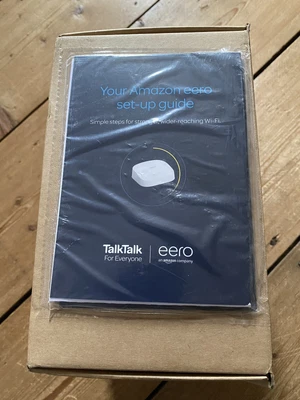 Your Amazon eero
set-up guide
Simple steps for stronger, wider-reaching Wi-Fi.
TalkTalk
For Everyone
eero
an amazon company